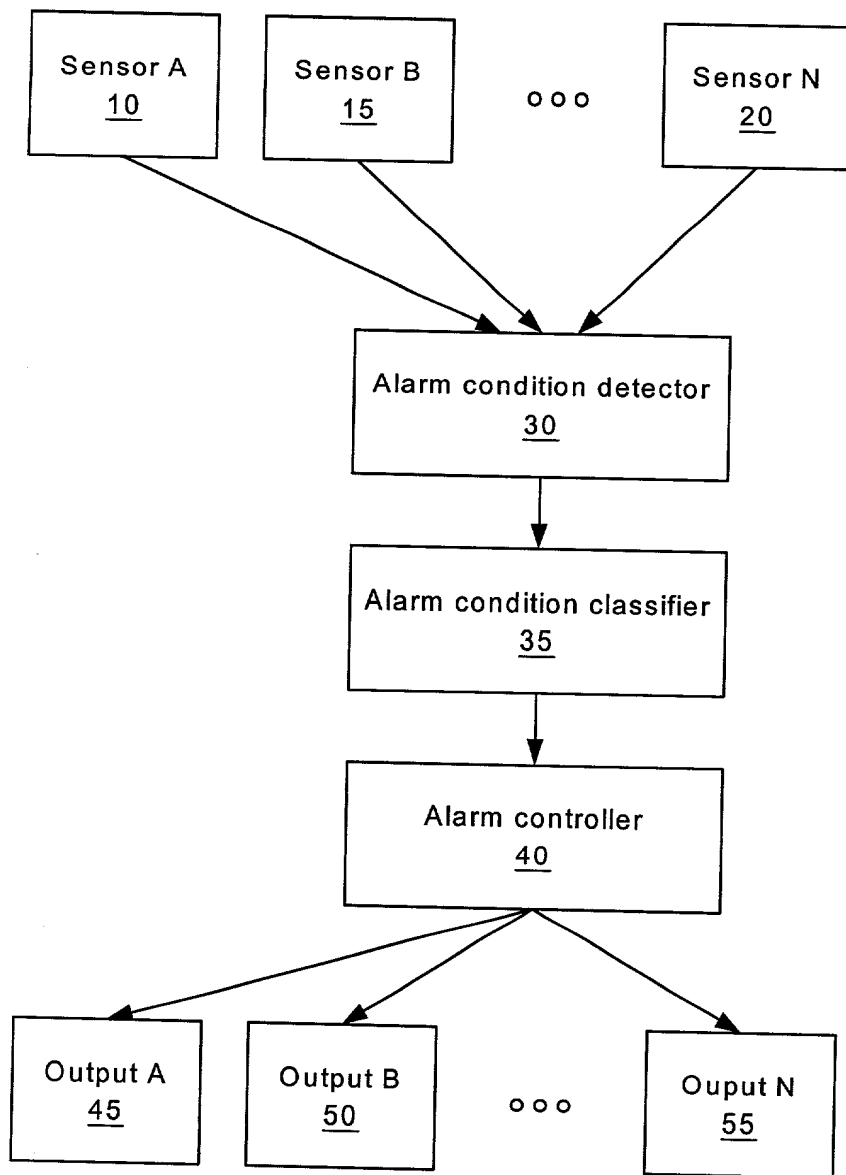 Sensor A
10
Sensor B
15
Sensor N
20
Alarm condition detector
30
Alarm condition classifier
35
Alarm controller
40
Output A
45
Output B
50
Ouput N
55